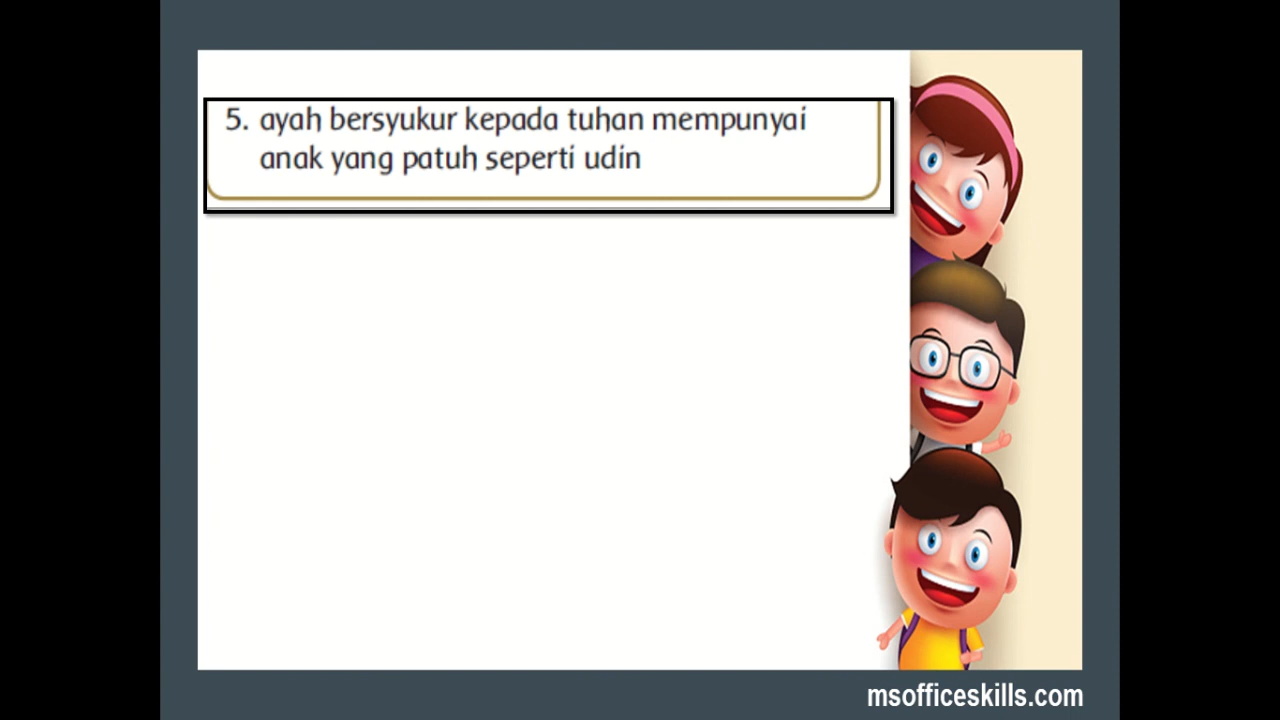 5. ayah bersyukur kepada tuhan mempunyai
anak yang patuh seperti udin
msofficeskills.com